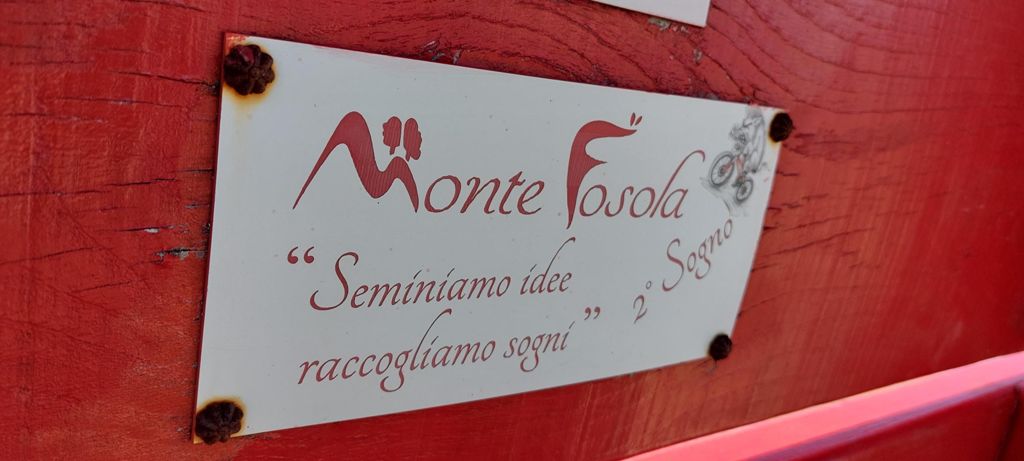 Monte Fosola
“Seminiamo idee
raccogliamo sogni”
2° Sogno